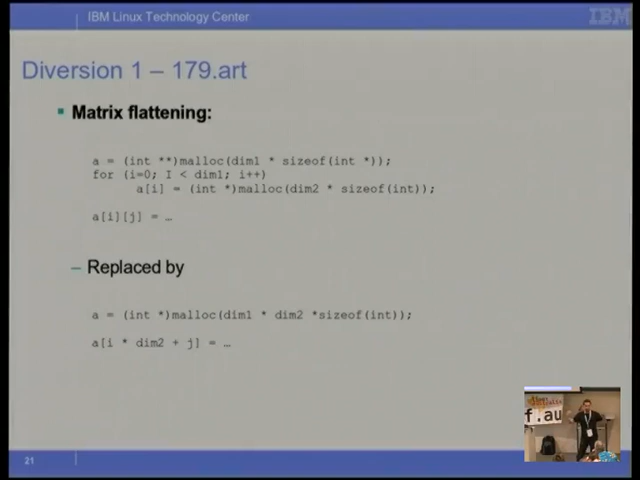 IBM Linux Technology Center
IBM
Diversion 1 – 179.art
Matrix flattening:
a = (int **)malloc(dim1 * sizeof(int *));
for (i=0; I < dim1; i++)
a[i] = (int *)malloc(dim2 * sizeof(int));
a[i][j] = …
– Replaced by
a = (int *)malloc(dim1 * dim2 *sizeof(int));
a[i * dim2 + j] = …
f.au
21